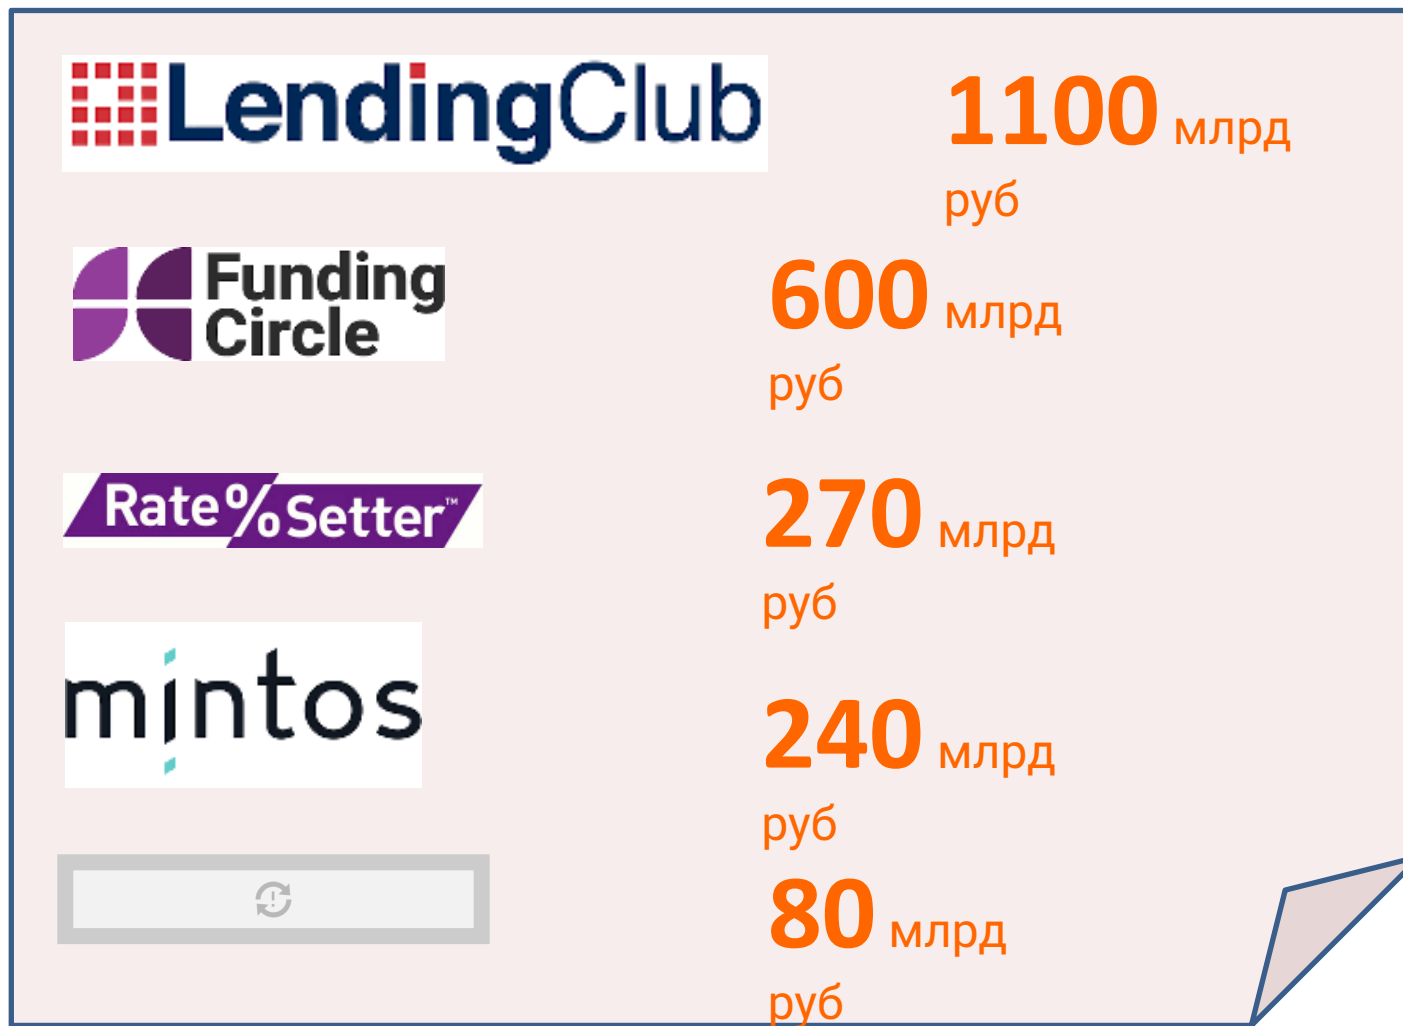 LendingClub
1100 млрд
руб
Funding
Circle
600 млрд
руб
Rate%Setter™
270 млрд
руб
mintos
240 млрд
руб
80 млрд
руб